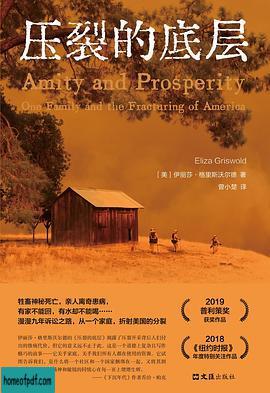 压裂的底层
Amity and Prosperity
One Family and the Fracturing of America
Eliza Griswold
［美］伊丽莎·格里斯沃尔德 著
曾小楚 译
牲畜神秘死亡，亲人离奇患病，
有家不能回，有水却不能喝……
漫漫九年诉讼之路，从一个家庭，折射美国的分裂
2019
普利策奖
获奖作品
2018
《纽约时报》
年度特别关注作品
文匯出版社
homeofpdf.com